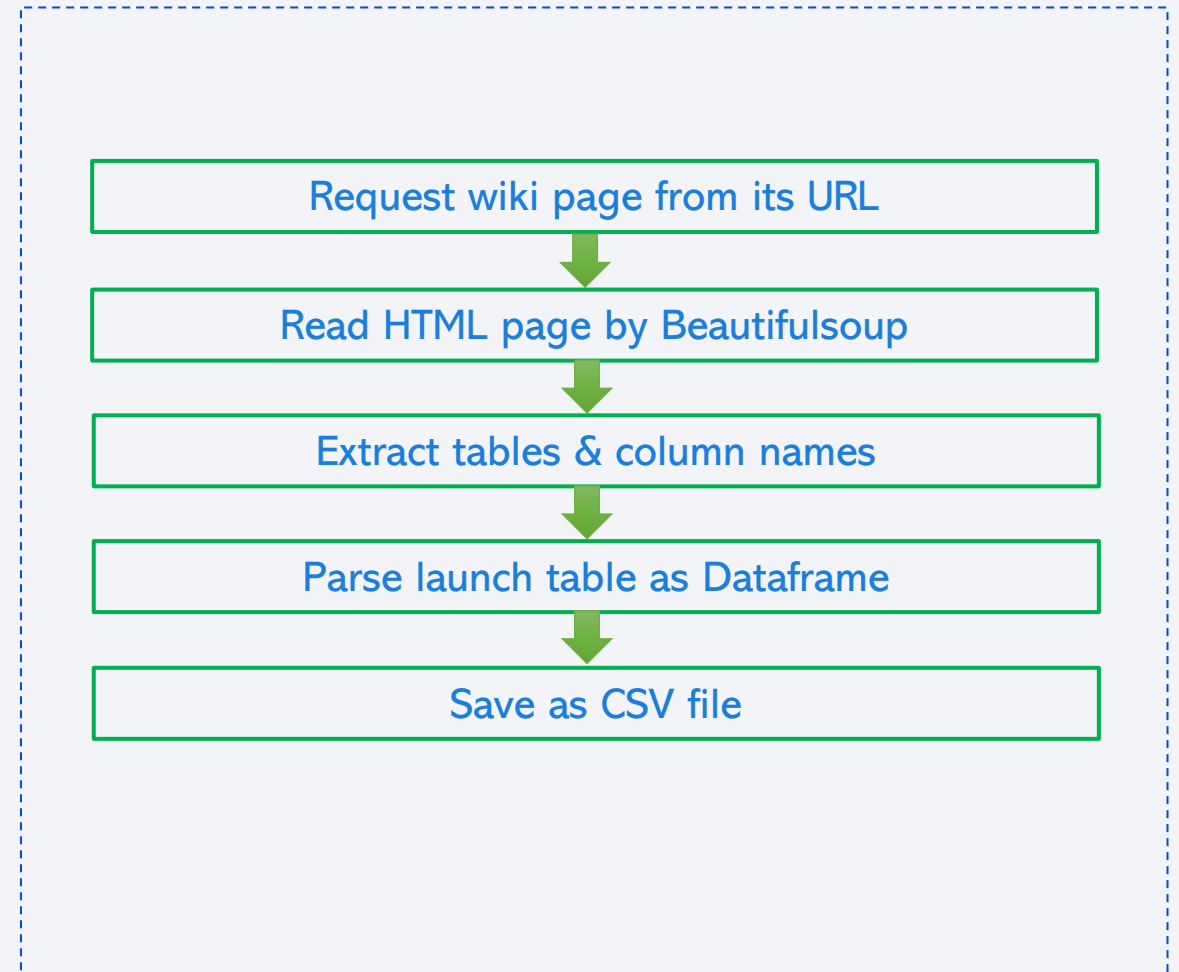 Request wiki page from its URL
Read HTML page by Beautifulsoup
Extract tables & column names
Parse launch table as Dataframe
Save as CSV file